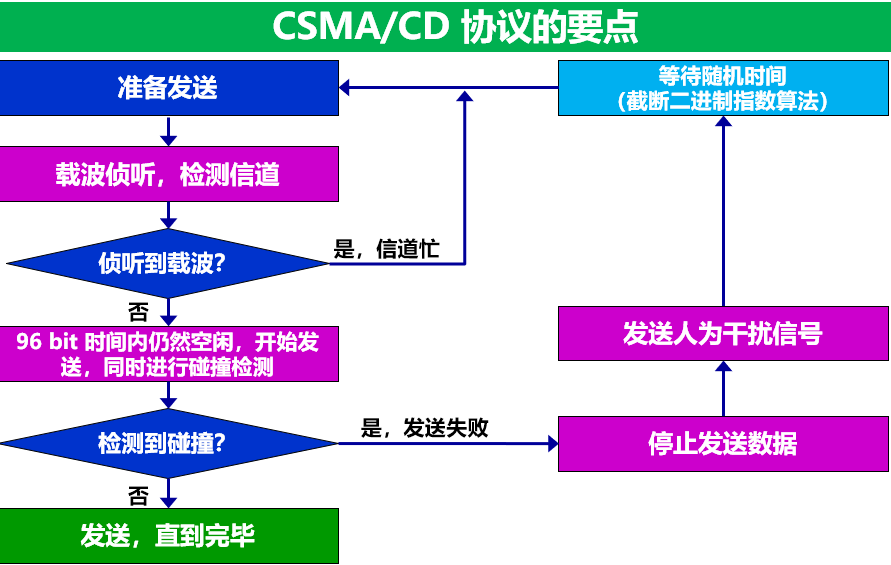 CSMA/CD 协议的要点
准备发送
等待随机时间
（截断二进制指数算法）
载波侦听，检测信道
侦听到载波？
是，信道忙
否
96 bit 时间内仍然空闲，开始发
送，同时进行碰撞检测
发送人为干扰信号
检测到碰撞？
是，发送失败
停止发送数据
否
发送，直到完毕